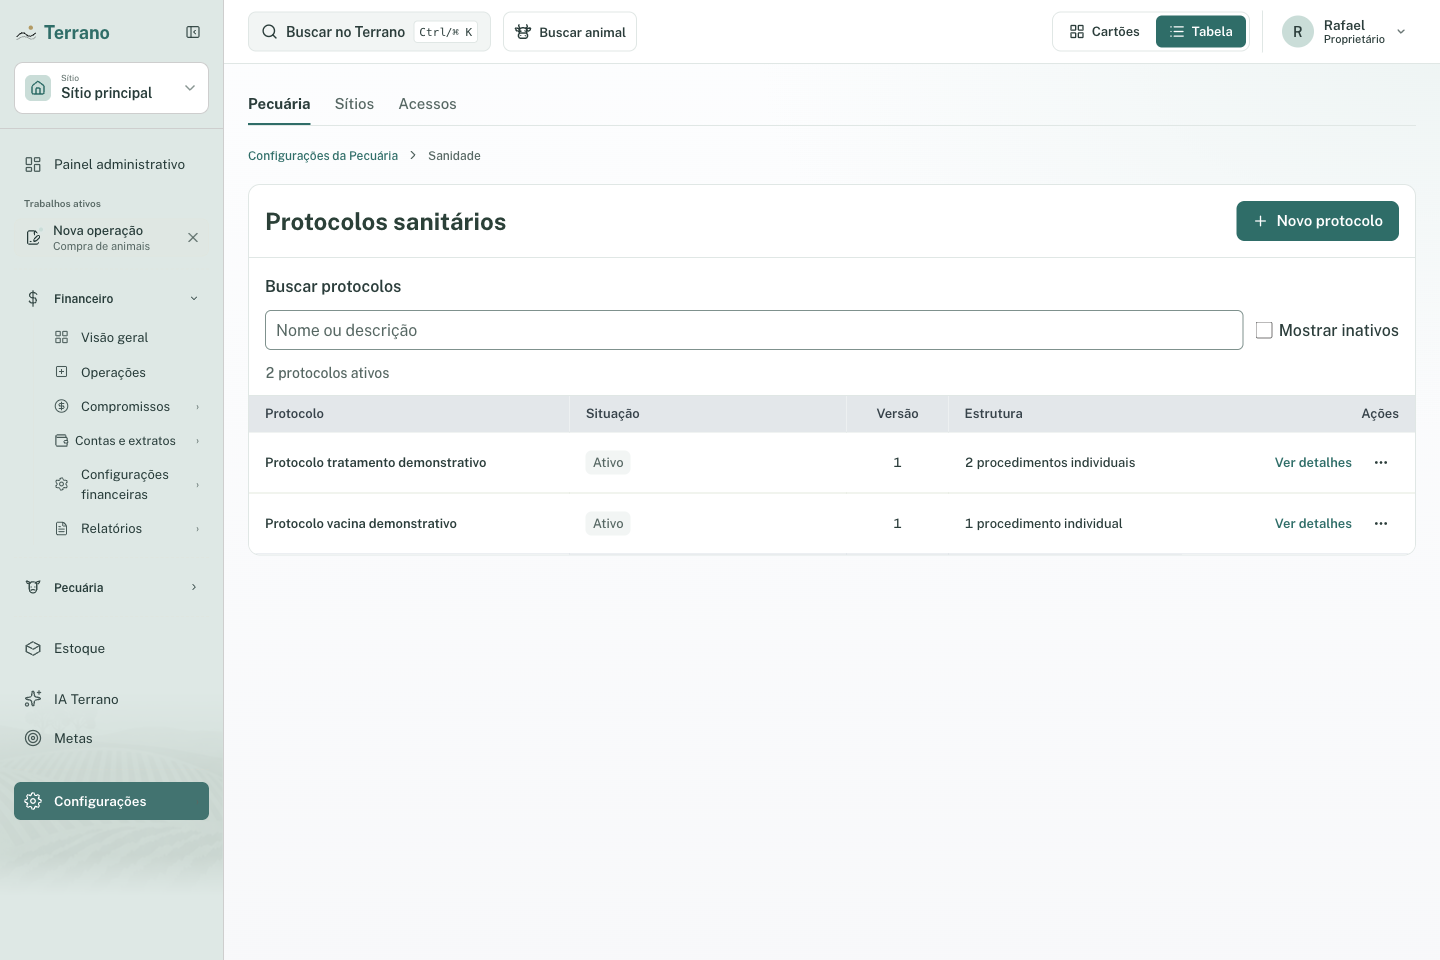 Terrano
Sítio
Sítio principal
Painel administrativo
Trabalhos ativos
Nova operação
Compra de animais
Financeiro
Visão geral
Operações
Compromissos
Contas e extratos
Configurações
financeiras
Relatórios
Pecuária
Estoque
IA Terrano
Metas
Configurações
Buscar no Terrano Ctrl/⌘ K
Buscar animal
Cartões
Tabela
R
Rafael
Proprietário
Pecuária Sítios Acessos
Configurações da Pecuária > Sanidade
Protocolos sanitários
+ Novo protocolo
Buscar protocolos
Nome ou descrição
Mostrar inativos
2 protocolos ativos
Protocolo Situação Versão Estrutura Ações
Protocolo tratamento demonstrativo Ativo 1 2 procedimentos individuais Ver detalhes ···
Protocolo vacina demonstrativo Ativo 1 1 procedimento individual Ver detalhes ···